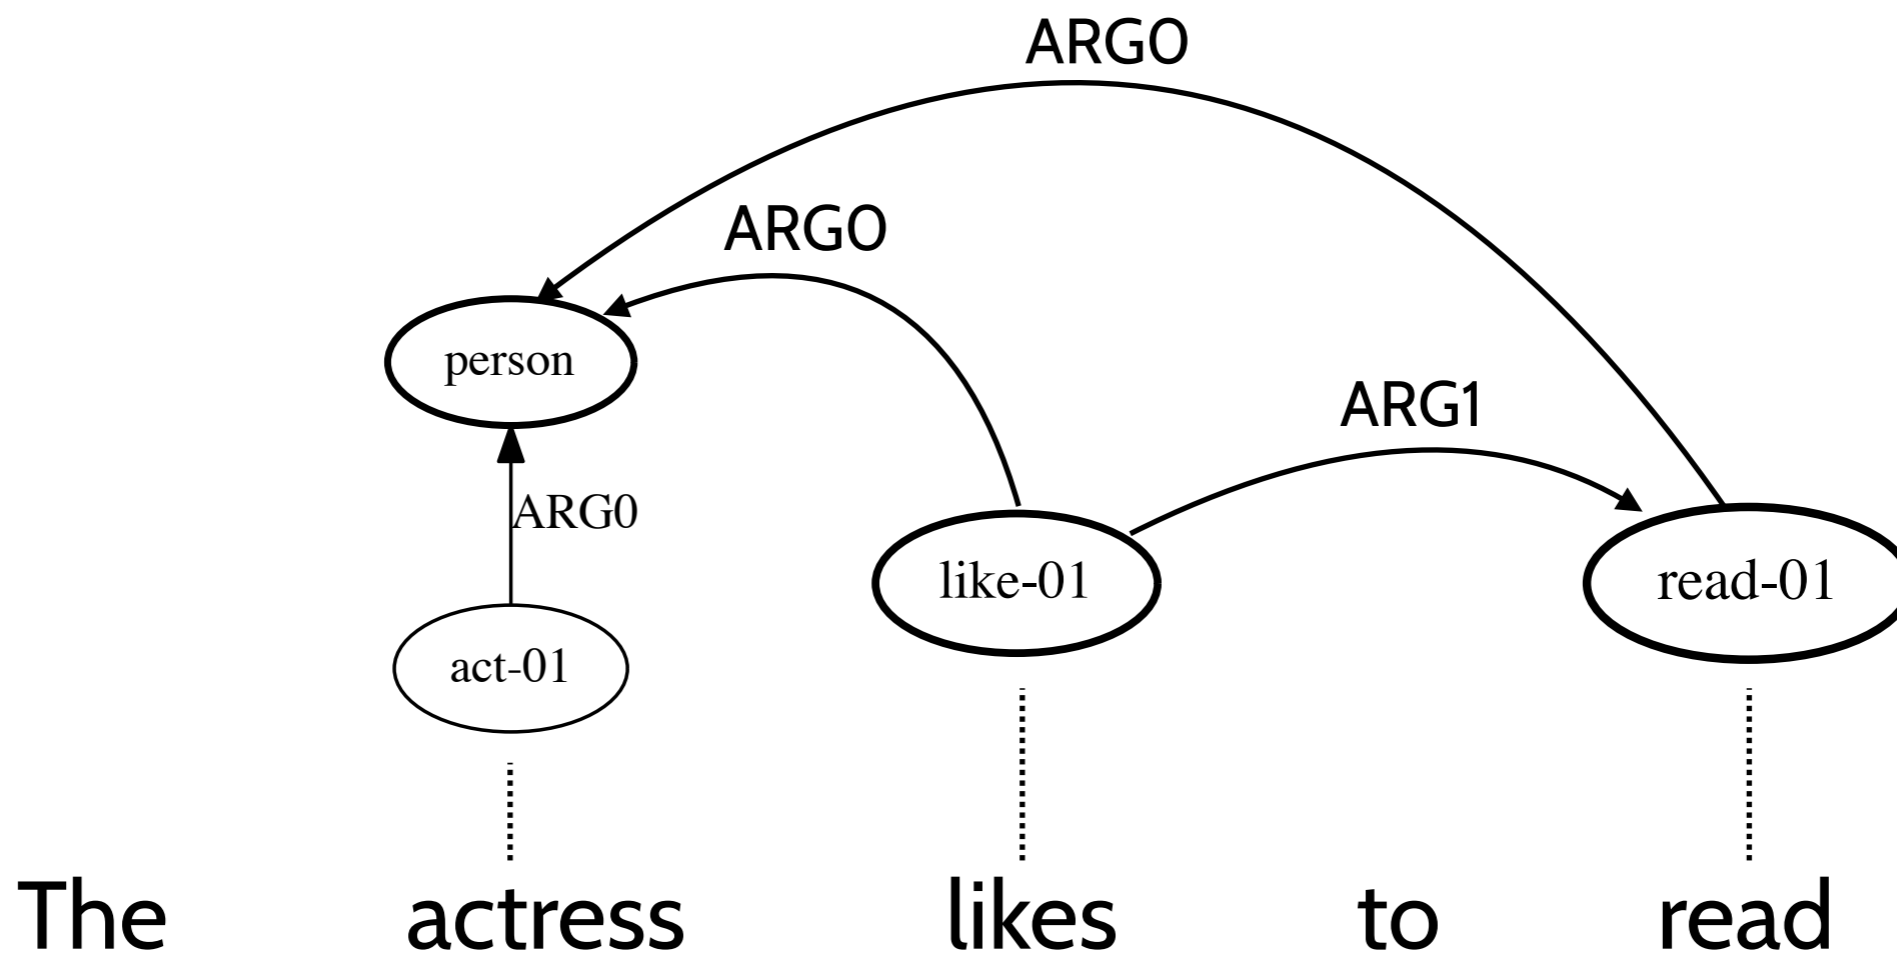 ARG0
ARG0
person
ARG1
ARG0
like-01
read-01
act-01
The actress likes to read